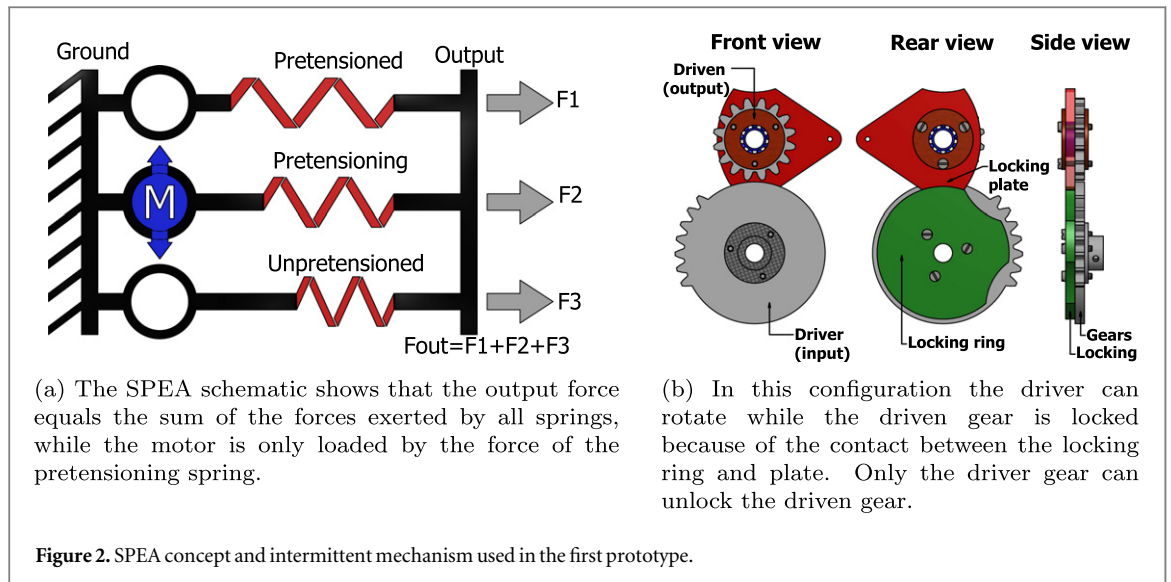 Ground
Pretensioned
Output
F1
Pretensioning
M
F2
Unpretensioned
F3
Fout=F1+F2+F3
(a) The SPEA schematic shows that the output force
equals the sum of the forces exerted by all springs,
while the motor is only loaded by the force of the
pretensioning spring.
Front view
Rear view
Side view
Driven
(output)
Locking
plate
Driver
(input)
Locking ring
Gears
Locking
(b) In this configuration the driver can
rotate while the driven gear is locked
because of the contact between the locking
ring and plate. Only the driver gear can
unlock the driven gear.
Figure 2. SPEA concept and intermittent mechanism used in the first prototype.